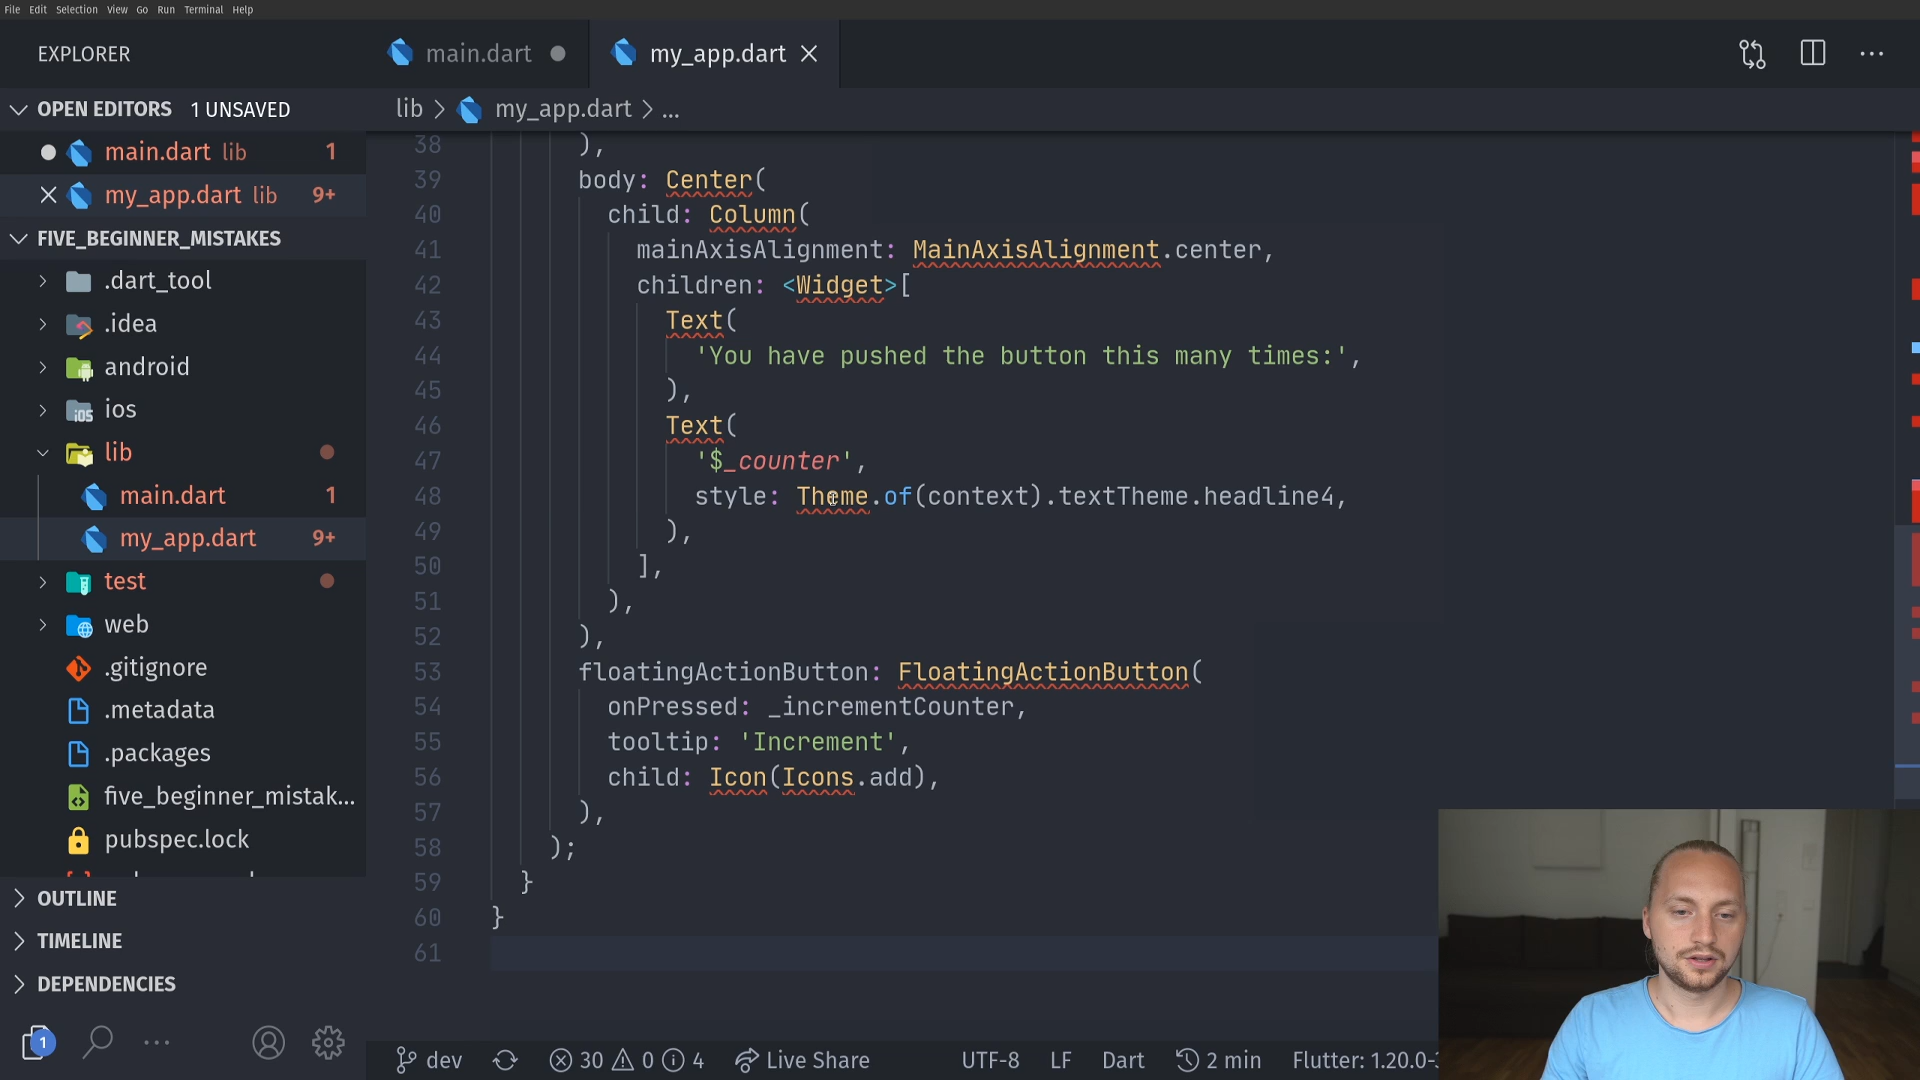 File Edit Selection View Go Run Terminal Help
EXPLORER
main.dart
my_app.dart
OPEN EDITORS 1 UNSAVED
main.dart lib 1
my_app.dart lib 9+
FIVE_BEGINNER_MISTAKES
.dart_tool
.idea
android
ios
lib
main.dart 1
my_app.dart 9+
test
web
.gitignore
.metadata
.packages
five_beginner_mistak...
pubspec.lock
OUTLINE
TIMELINE
DEPENDENCIES
1
lib > my_app.dart > ...
38 ),
39 body: Center(
40 child: Column(
41 mainAxisAlignment: MainAxisAlignment.center,
42 children: <Widget>[
43 Text(
44 'You have pushed the button this many times:',
45 ),
46 Text(
47 '$_counter',
48 style: Theme.of(context).textTheme.headline4,
49 ),
50 ],
51 ),
52 ),
53 floatingActionButton: FloatingActionButton(
54 onPressed: _incrementCounter,
55 tooltip: 'Increment',
56 child: Icon(Icons.add),
57 ),
58 );
59 }
60 }
61
dev 30 0 4 Live Share UTF-8 LF Dart 2 min Flutter: 1.20.0-